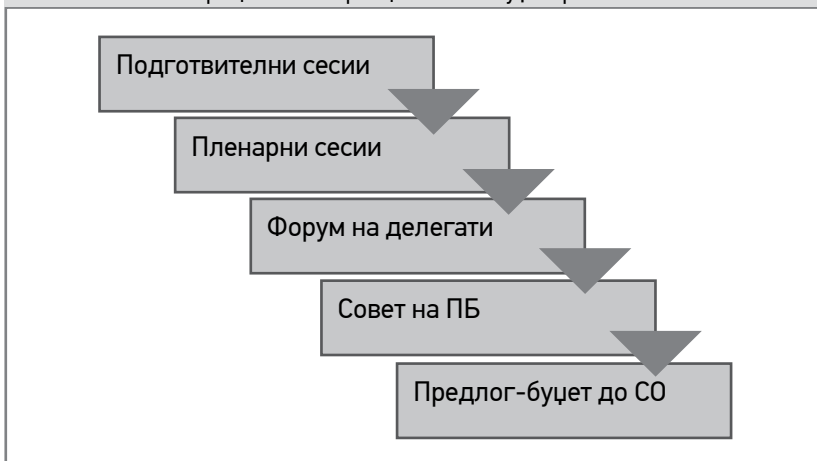 Подготвителни сесии
Пленарни сесии
Форум на делегати
Совет на ПБ
Предлог-буџет до СО